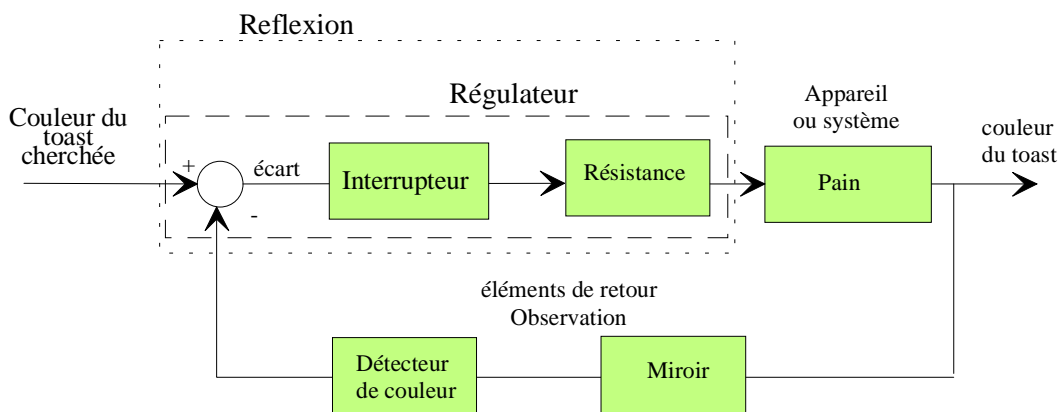 Reflexion
Régulateur
Couleur du
toast
cherchée
Appareil
ou système
couleur
du toast
+
écart
Interrupteur
Résistance
Pain
-
éléments de retour
Observation
Détecteur
de couleur
Miroir